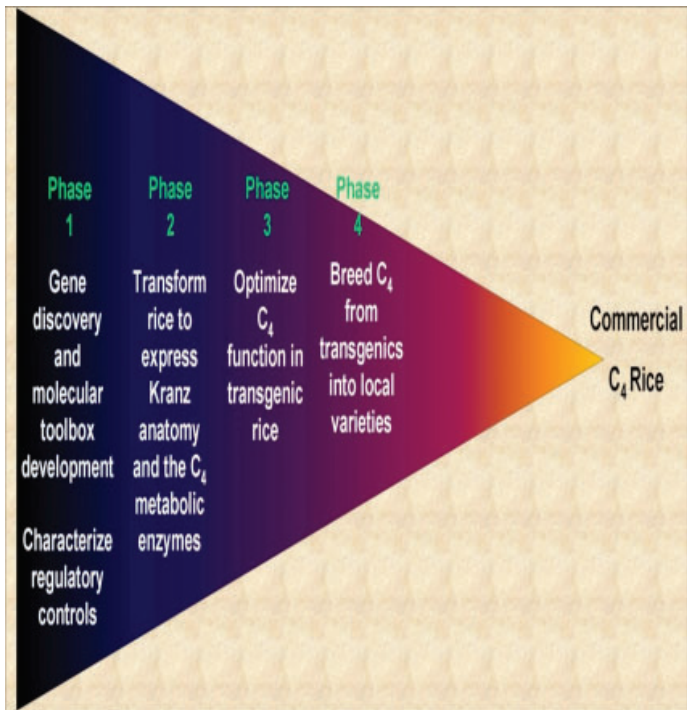 Phase
1
Gene
discovery
and
molecular
toolbox
development
Characterize
regulatory
controls
Phase
2
Transform
rice to
express
Kranz
anatomy
and the C₄
metabolic
enzymes
Phase
3
Optimize
C₄
function in
transgenic
rice
Phase
4
Breed C₄
from
transgenics
into local
varieties
Commercial
C₄ Rice